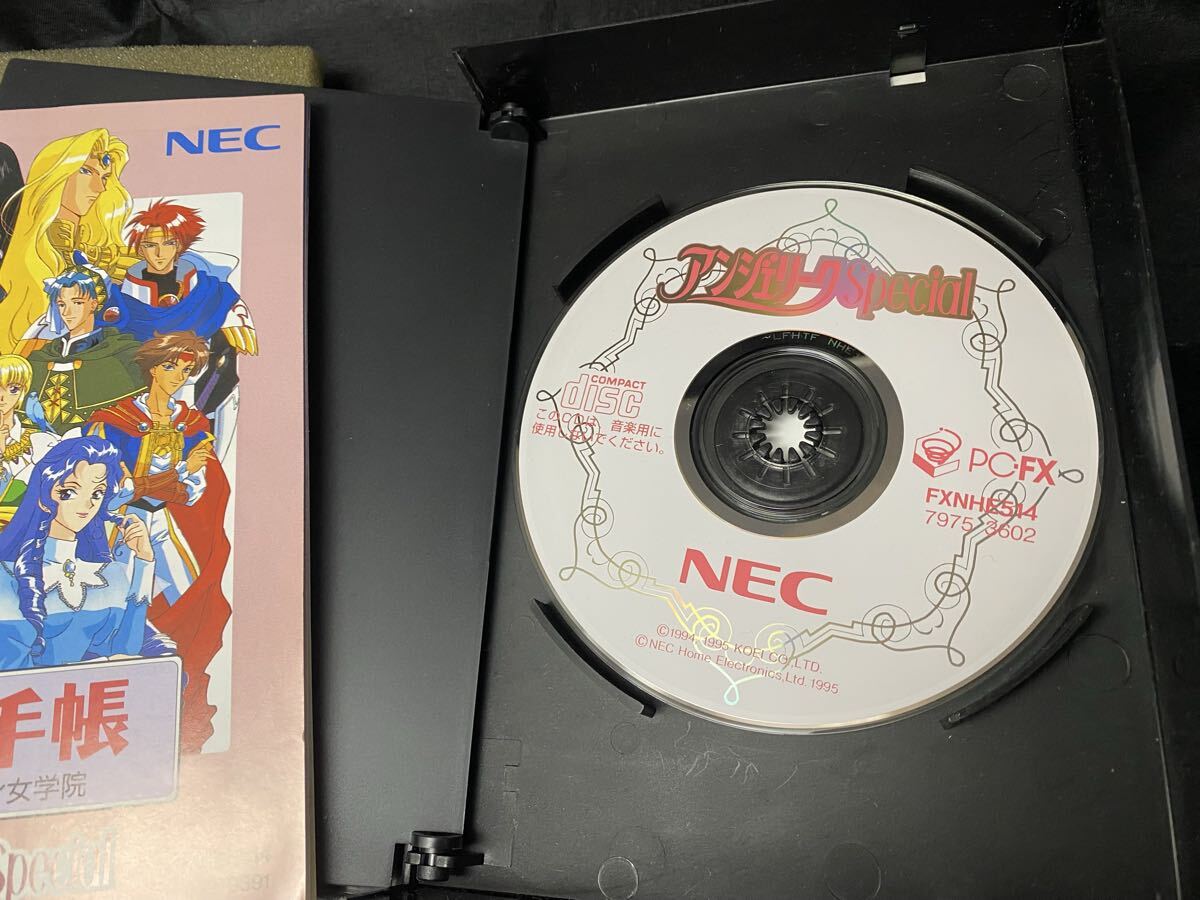 NEC
手帳
女学院
Special
アンジェリークSpecial
~LFHTF NHE
COMPACT
disc
このCDは、音楽用に
使用しないでください。
PC-FX
FXNHE514
7975 3602
NEC
©1994, 1995 KOEI CO.,LTD.
©NEC Home Electronics,Ltd. 1995